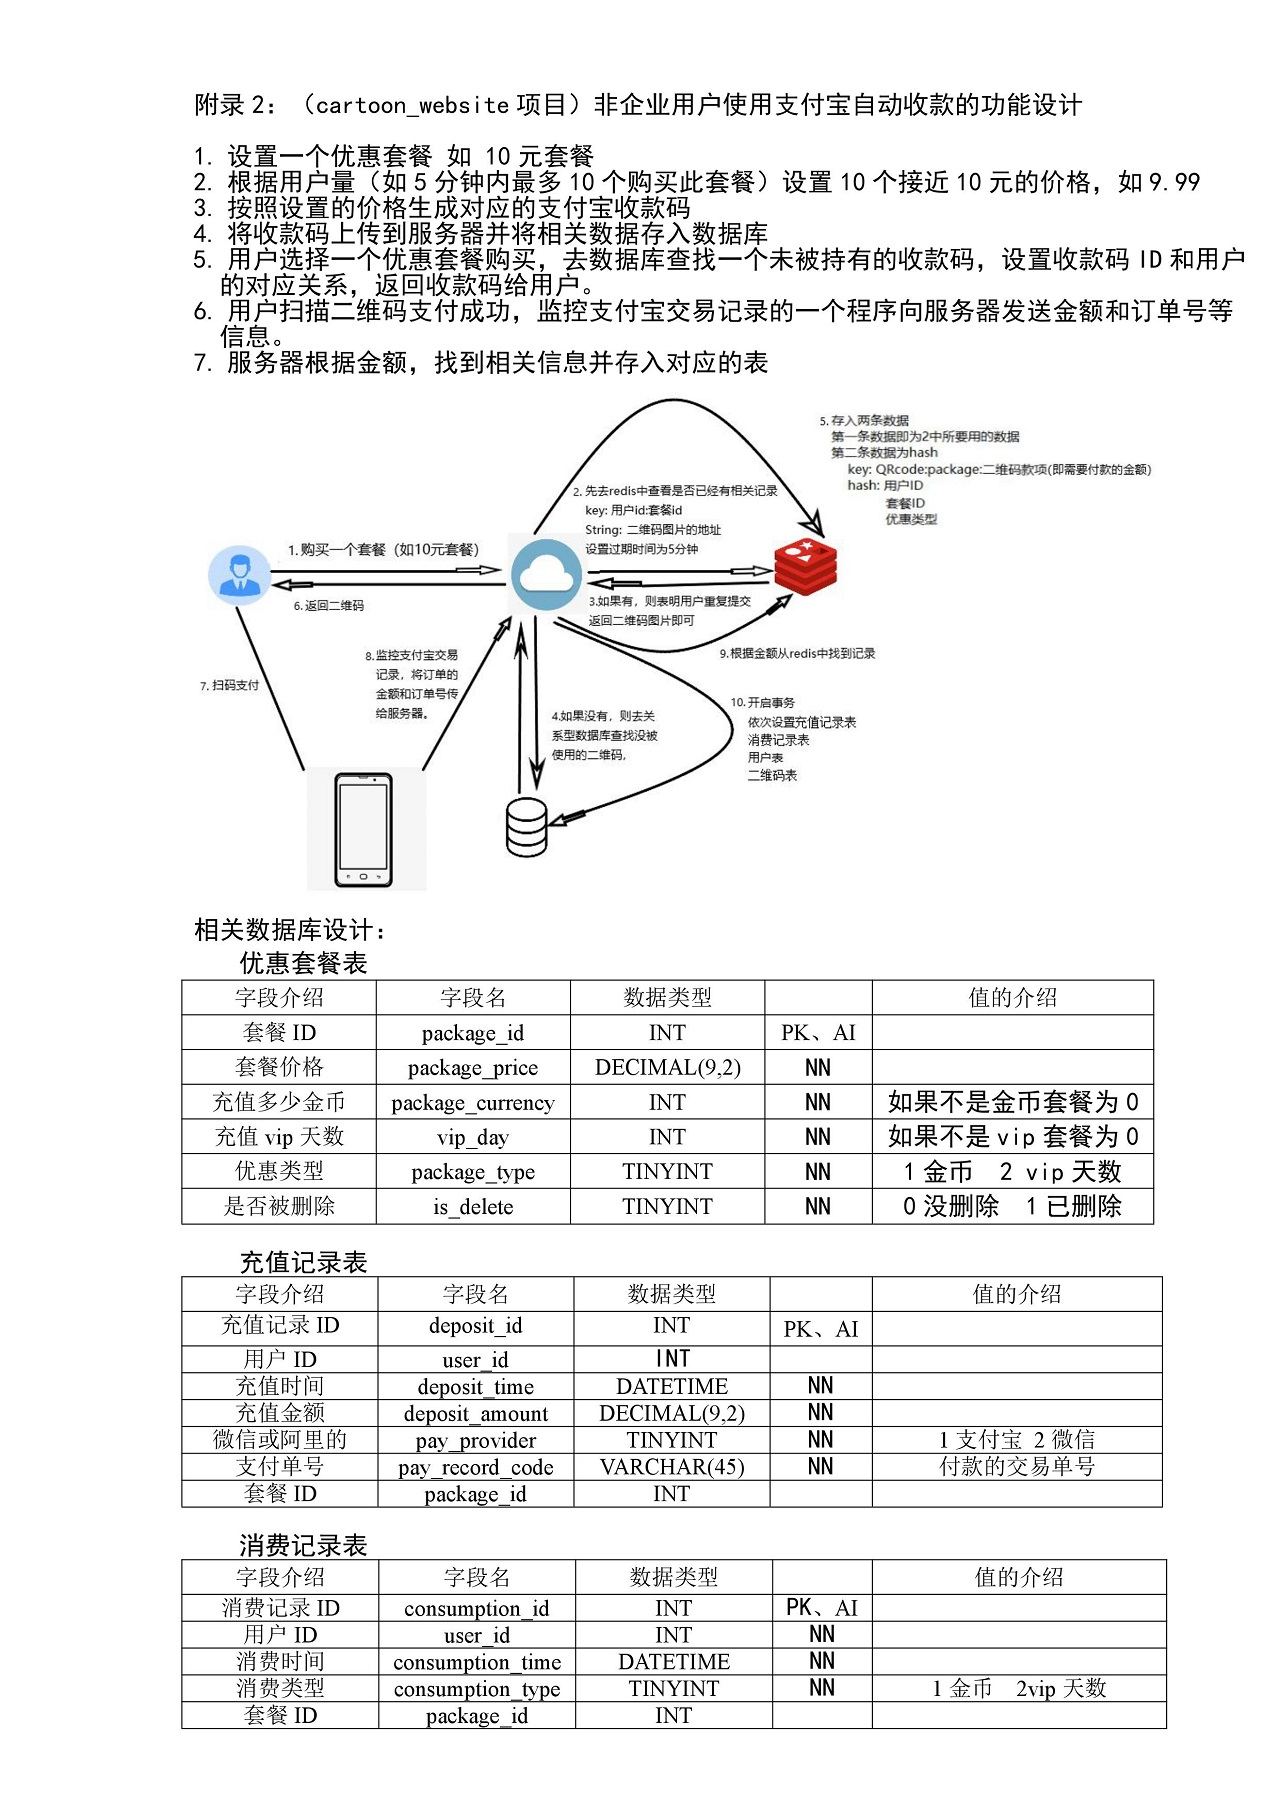 附录2：（cartoon_website项目）非企业用户使用支付宝自动收款的功能设计
1. 设置一个优惠套餐 如 10元套餐
2. 根据用户量（如5分钟内最多10个购买此套餐）设置10个接近10元的价格，如9.99
3. 按照设置的价格生成对应的支付宝收款码
4. 将收款码上传到服务器并将相关数据存入数据库
5. 用户选择一个优惠套餐购买，去数据库查找一个未被持有的收款码，设置收款码ID和用户
的对应关系，返回收款码给用户。
6. 用户扫描二维码支付成功，监控支付宝交易记录的一个程序向服务器发送金额和订单号等
信息。
7. 服务器根据金额，找到相关信息并存入对应的表
5. 存入两条数据
第一条数据即为2中所要用的数据
第二条数据为hash
key: QRcode:package:二维码款项(即需要付款的金额)
hash: 用户ID
套餐ID
优惠类型
2. 先去redis中查看是否已经有相关记录
key: 用户id:套餐id
String: 二维码图片的地址
设置过期时间为5分钟
1. 购买一个套餐（如10元套餐）
6. 返回二维码
3.如果有，则表明用户重复提交
返回二维码图片即可
9.根据金额从redis中找到记录
8.监控支付宝交易
记录，将订单的
金额和订单号传
给服务器。
7. 扫码支付
4.如果没有，则去关
系型数据库查找没被
使用的二维码，
10.开启事务
依次设置充值记录表
消费记录表
用户表
二维码表
相关数据库设计：
优惠套餐表
字段介绍 字段名 数据类型 值的介绍
套餐 ID package_id INT PK、AI
套餐价格 package_price DECIMAL(9,2) NN
充值多少金币 package_currency INT NN 如果不是金币套餐为0
充值 vip 天数 vip_day INT NN 如果不是vip套餐为0
优惠类型 package_type TINYINT NN 1金币 2 vip天数
是否被删除 is_delete TINYINT NN 0没删除 1已删除
充值记录表
字段介绍 字段名 数据类型 值的介绍
充值记录 ID deposit_id INT PK、AI
用户 ID user_id INT
充值时间 deposit_time DATETIME NN
充值金额 deposit_amount DECIMAL(9,2) NN
微信或阿里的 pay_provider TINYINT NN 1 支付宝 2 微信
支付单号 pay_record_code VARCHAR(45) NN 付款的交易单号
套餐 ID package_id INT
消费记录表
字段介绍 字段名 数据类型 值的介绍
消费记录 ID consumption_id INT PK、AI
用户 ID user_id INT NN
消费时间 consumption_time DATETIME NN
消费类型 consumption_type TINYINT NN 1 金币 2vip 天数
套餐 ID package_id INT